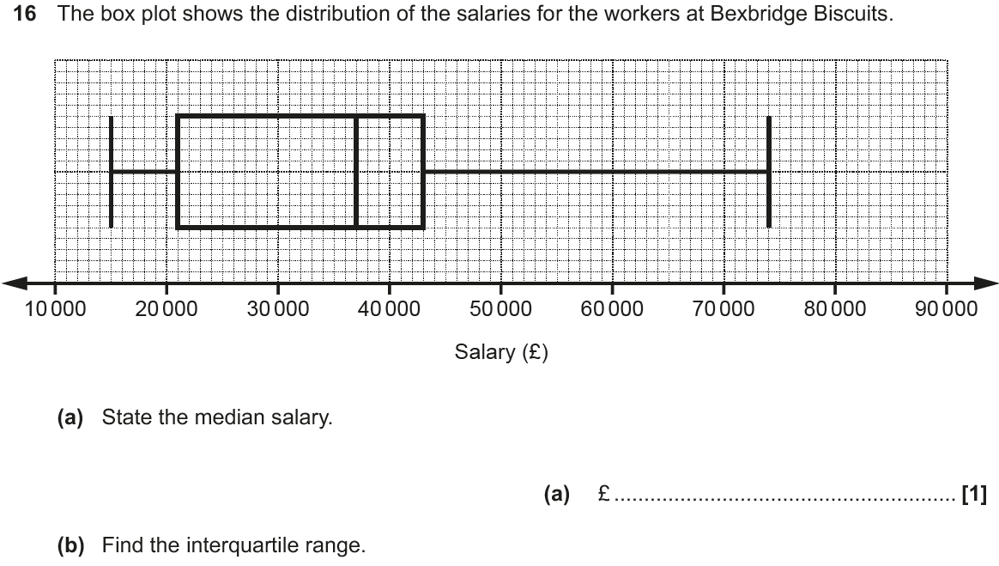 16 The box plot shows the distribution of the salaries for the workers at Bexbridge Biscuits.
10 000 20 000 30 000 40 000 50 000 60 000 70 000 80 000 90 000
Salary (£)
(a) State the median salary.
(a) £ ......................................................... [1]
(b) Find the interquartile range.